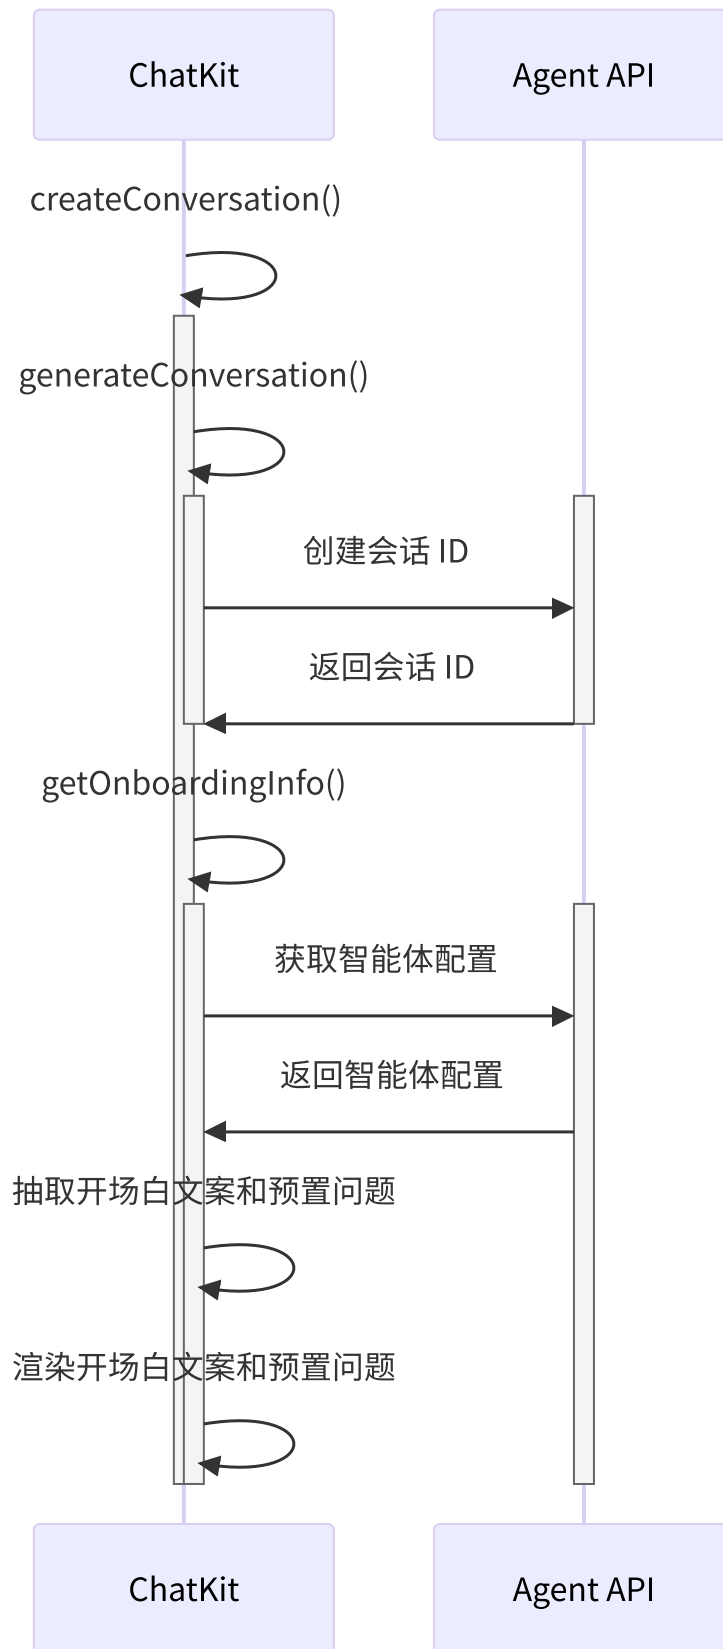 ChatKit
Agent API
createConversation()
generateConversation()
创建会话 ID
返回会话 ID
getOnboardingInfo()
获取智能体配置
返回智能体配置
抽取开场白文案和预置问题
渲染开场白文案和预置问题
ChatKit
Agent API